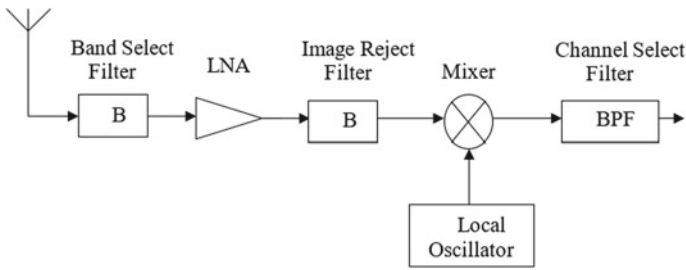 Band Select
Filter
LNA
Image Reject
Filter
Mixer
Channel Select
Filter
B
B
BPF
Local
Oscillator